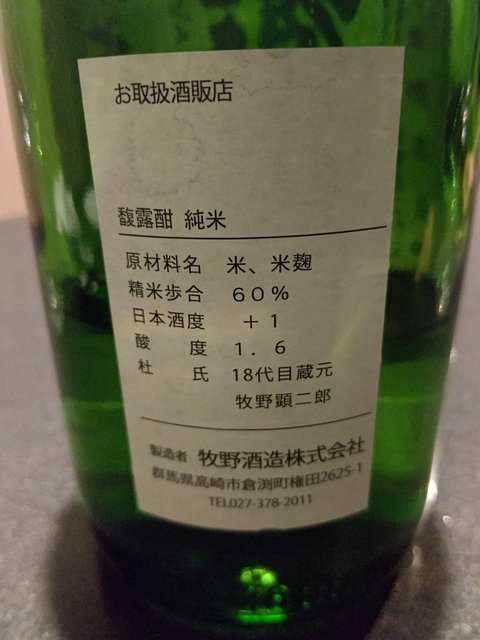 お取扱酒販店
馥露酣 純米
原材料名 米、米麹
精米歩合 60%
日本酒度 +1
酸度 1.6
杜氏 18代目蔵元
牧野顕二郎
製造者 牧野酒造株式会社
群馬県高崎市倉渕町権田2625-1
TEL027-378-2011